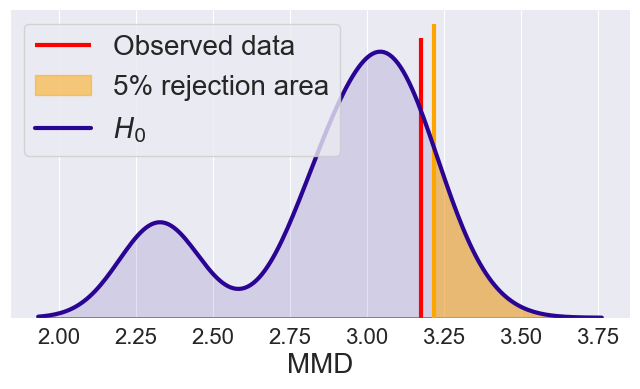 Observed data
5% rejection area
H₀
2.00 2.25 2.50 2.75 3.00 3.25 3.50 3.75
MMD